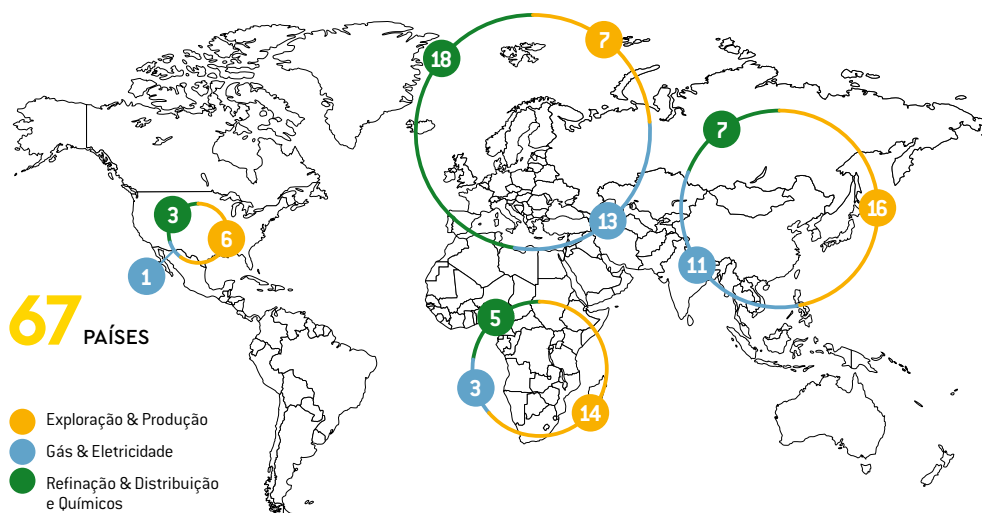 7
18
7
3
16
6
13
11
1
67 PAÍSES
5
3
14
Exploração & Produção
Gás & Eletricidade
Refinação & Distribuição
e Químicos